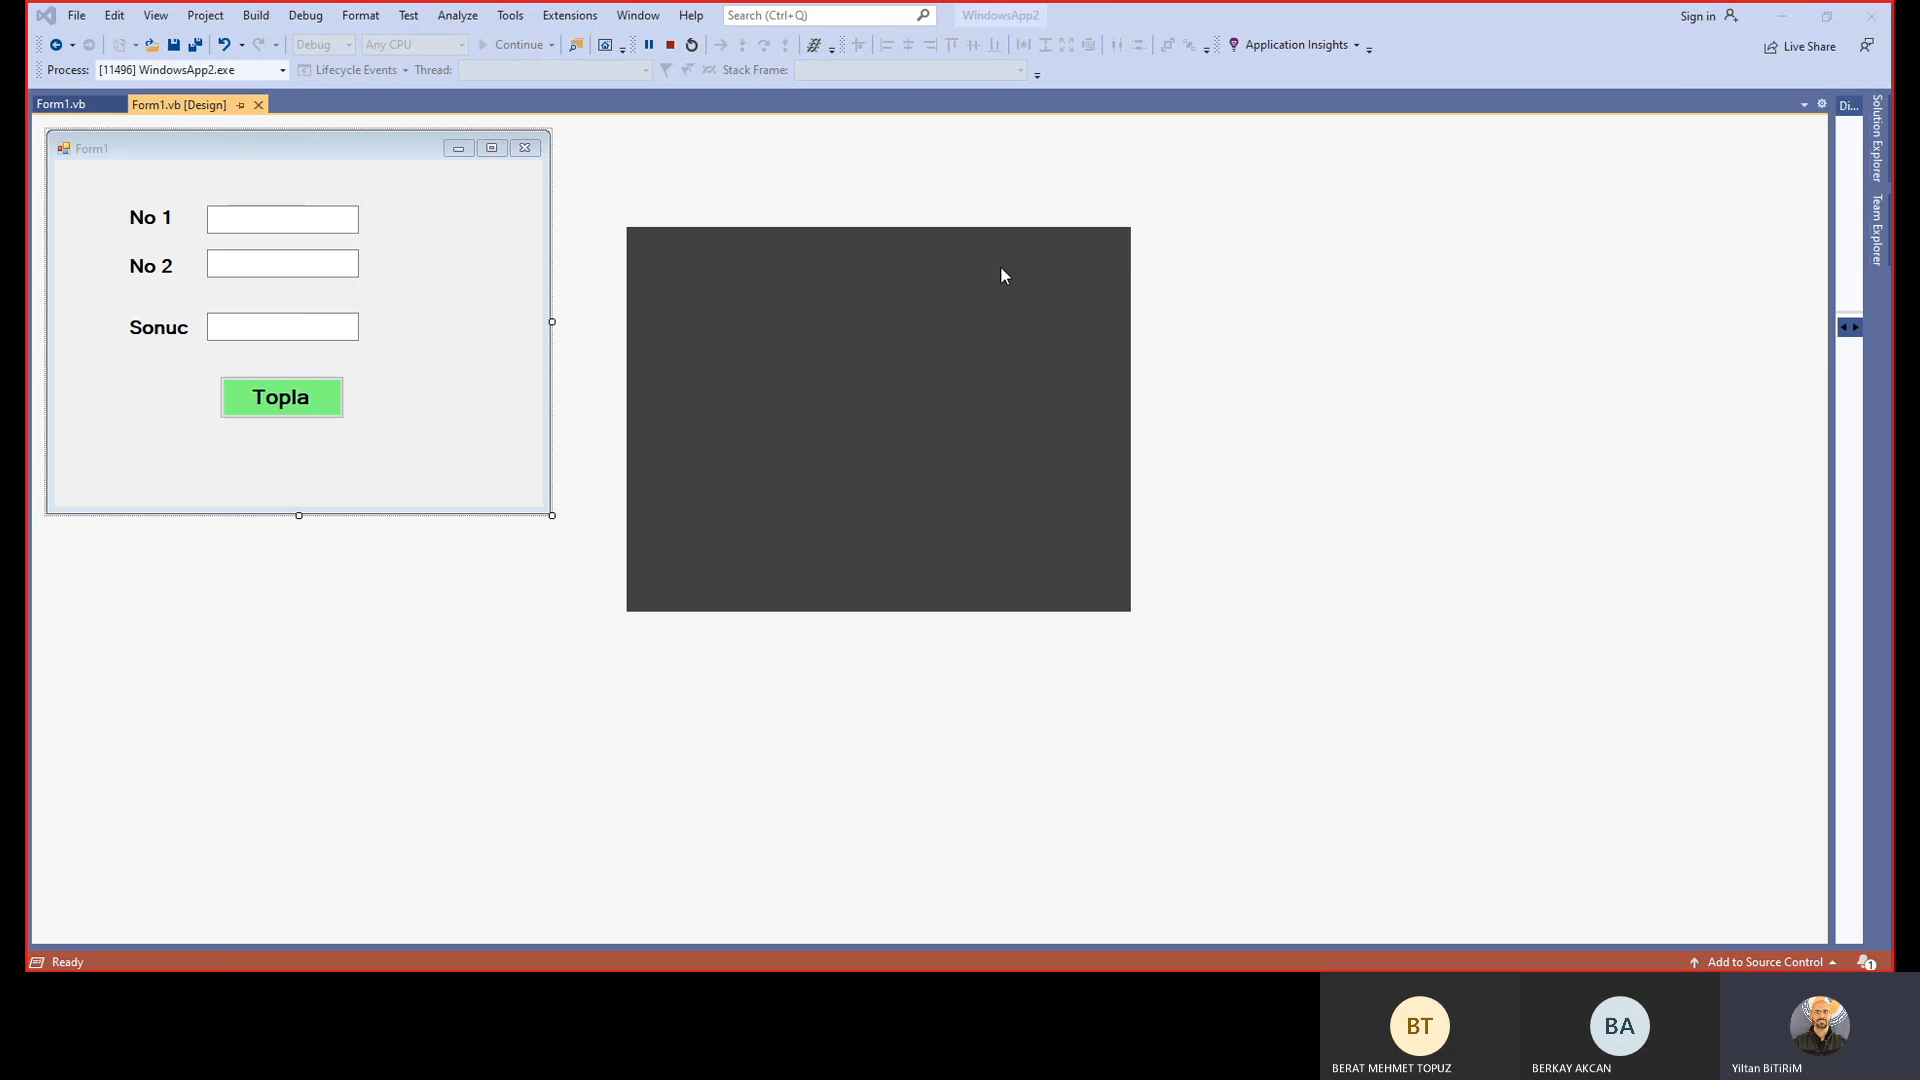 File Edit View Project Build Debug Format Test Analyze Tools Extensions Window Help Search (Ctrl+Q) WindowsApp2 Sign in
Debug Any CPU Continue Application Insights Live Share
Process: [11496] WindowsApp2.exe Lifecycle Events Thread: Stack Frame:
Form1.vb Form1.vb [Design] Di...
Solution Explorer
Team Explorer
Form1
No 1
No 2
Sonuc
Topla
Ready Add to Source Control 1
BT BA
BERAT MEHMET TOPUZ BERKAY AKCAN Yiltan BiTiRiM